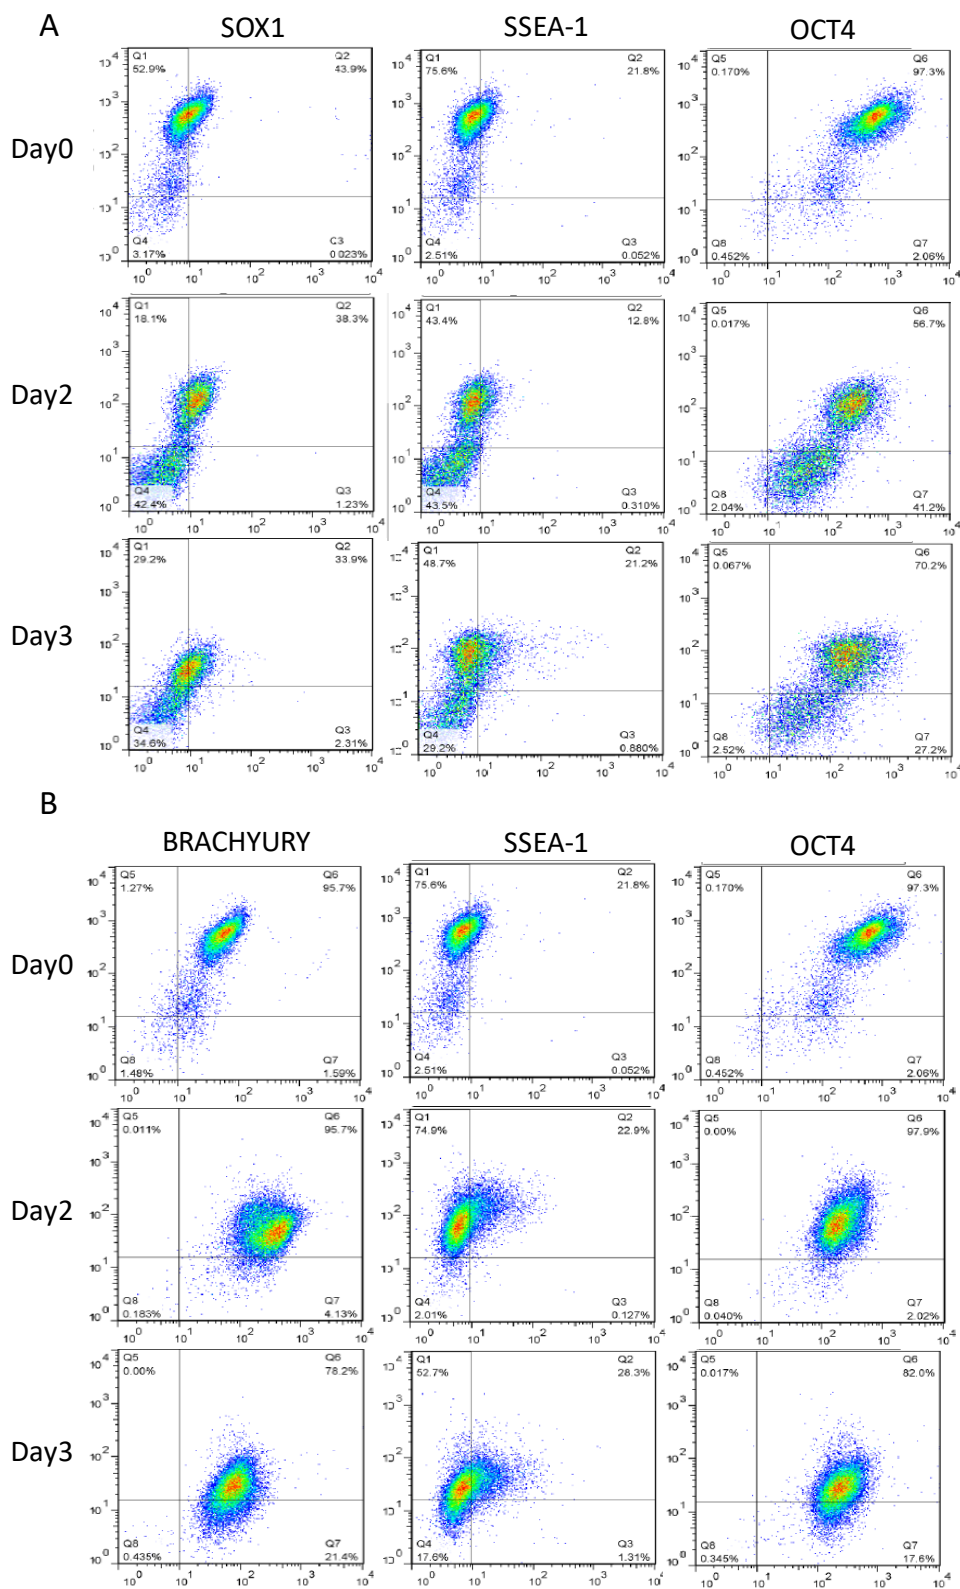 A
SOX1 SSEA-1 OCT4
Day0
Q1 Q2 Q1 Q2 Q5 Q6
52.9% 43.9% 75.6% 21.8% 0.170% 97.3%
Q4 Q3 Q4 Q3 Q8 Q7
3.17% 0.023% 2.51% 0.052% 0.452% 2.06%
Day2
Q1 Q2 Q1 Q2 Q5 Q6
18.1% 38.3% 43.4% 12.8% 0.017% 56.7%
Q4 Q3 Q4 Q3 Q8 Q7
42.4% 1.23% 43.5% 0.310% 2.04% 41.2%
Day3
Q1 Q2 Q1 Q2 Q5 Q6
29.2% 33.9% 48.7% 21.2% 0.067% 70.2%
Q4 Q3 Q4 Q3 Q8 Q7
34.6% 2.31% 29.2% 0.880% 2.52% 27.2%
B
BRACHYURY SSEA-1 OCT4
Day0
Q5 Q6 Q1 Q2 Q5 Q6
1.27% 95.7% 75.6% 21.8% 0.170% 97.3%
Q8 Q7 Q4 Q3 Q8 Q7
1.48% 1.59% 2.51% 0.052% 0.452% 2.06%
Day2
Q5 Q6 Q1 Q2 Q5 Q6
0.011% 95.7% 74.9% 22.9% 0.00% 97.9%
Q8 Q7 Q4 Q3 Q8 Q7
0.183% 4.13% 2.01% 0.127% 0.040% 2.02%
Day3
Q5 Q6 Q1 Q2 Q5 Q6
0.00% 78.2% 52.7% 28.3% 0.017% 82.0%
Q8 Q7 Q4 Q3 Q8 Q7
0.435% 21.4% 17.6% 1.31% 0.345% 17.6%